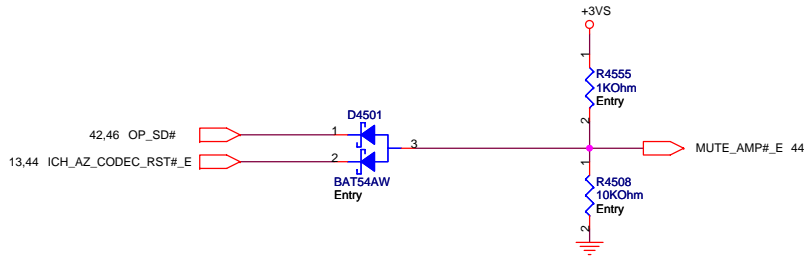 +3VS
1
R4555
1KOhm
Entry
2
D4501
42,46 OP_SD#
1
3
MUTE_AMP#_E 44
13,44 ICH_AZ_CODEC_RST#_E
2
BAT54AW
Entry
1
R4508
10KOhm
Entry
2